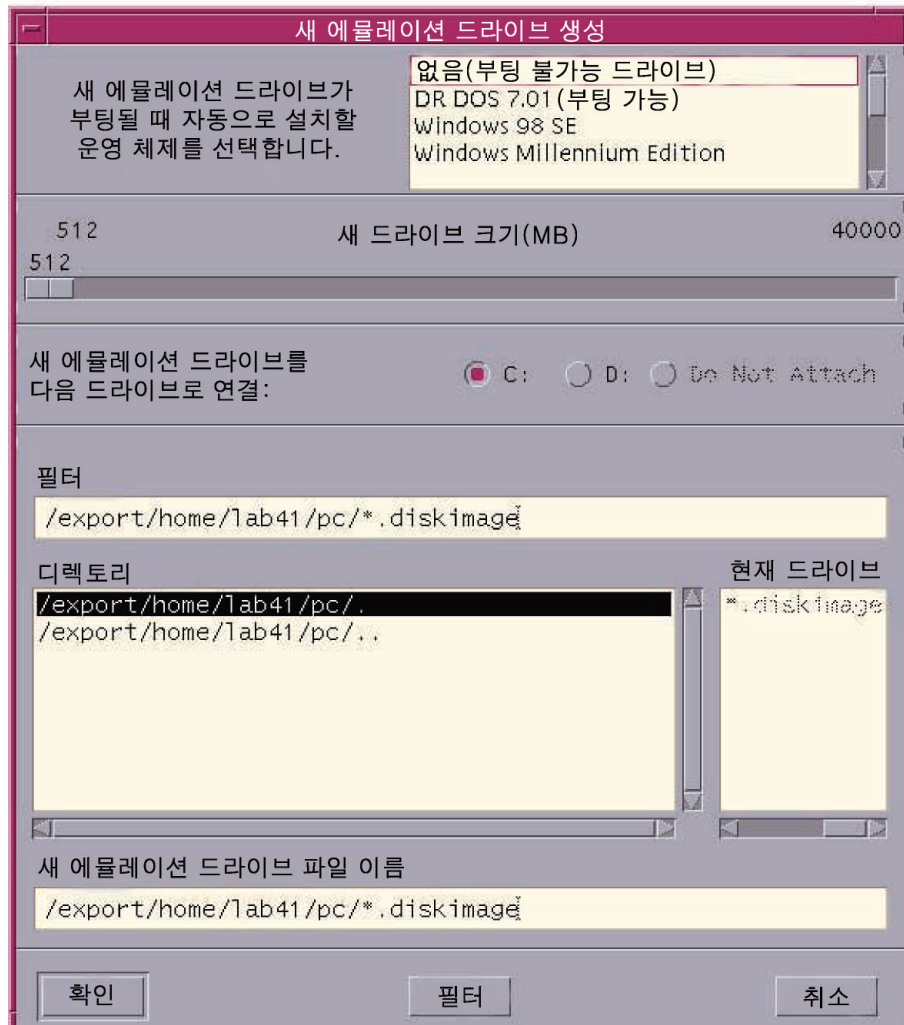 새 에뮬레이션 드라이브 생성
새 에뮬레이션 드라이브가
부팅될 때 자동으로 설치할
운영 체제를 선택합니다.
없음(부팅 불가능 드라이브)
DR DOS 7.01 (부팅 가능)
Windows 98 SE
Windows Millennium Edition
512 새 드라이브 크기(MB) 40000
512
새 에뮬레이션 드라이브를
다음 드라이브로 연결:
C: D: Do Not Attach
필터
/export/home/lab41/pc/*.diskimage
디렉토리 현재 드라이브
/export/home/lab41/pc/. *.diskimage
/export/home/lab41/pc/..
새 에뮬레이션 드라이브 파일 이름
/export/home/lab41/pc/*.diskimage
확인 필터 취소